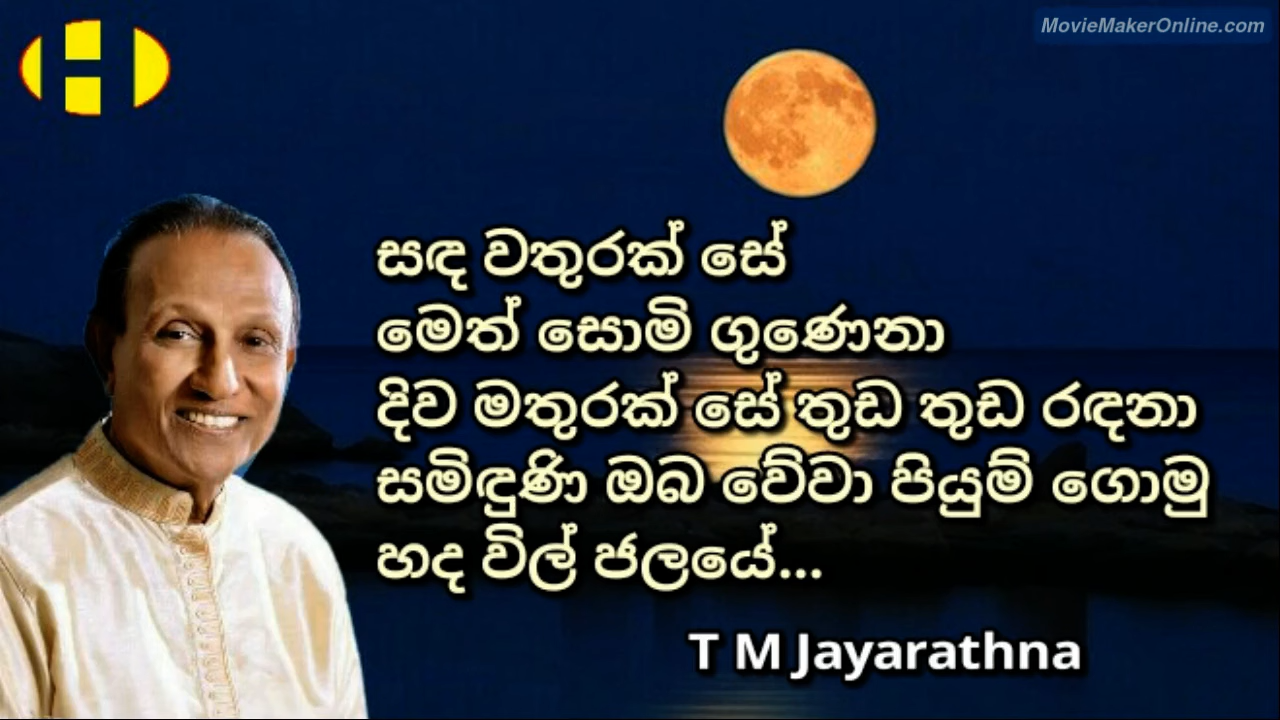 MovieMakerOnline.com
සඳ වතුරක් සේ
මෙත් සොමි ගුණෙනා
දිව මතුරක් සේ තුඩ තුඩ රඳනා
සමිඳුණි ඔබ වේවා පියුම් ගොමු
හද විල් ජලයේ...
T M Jayarathna